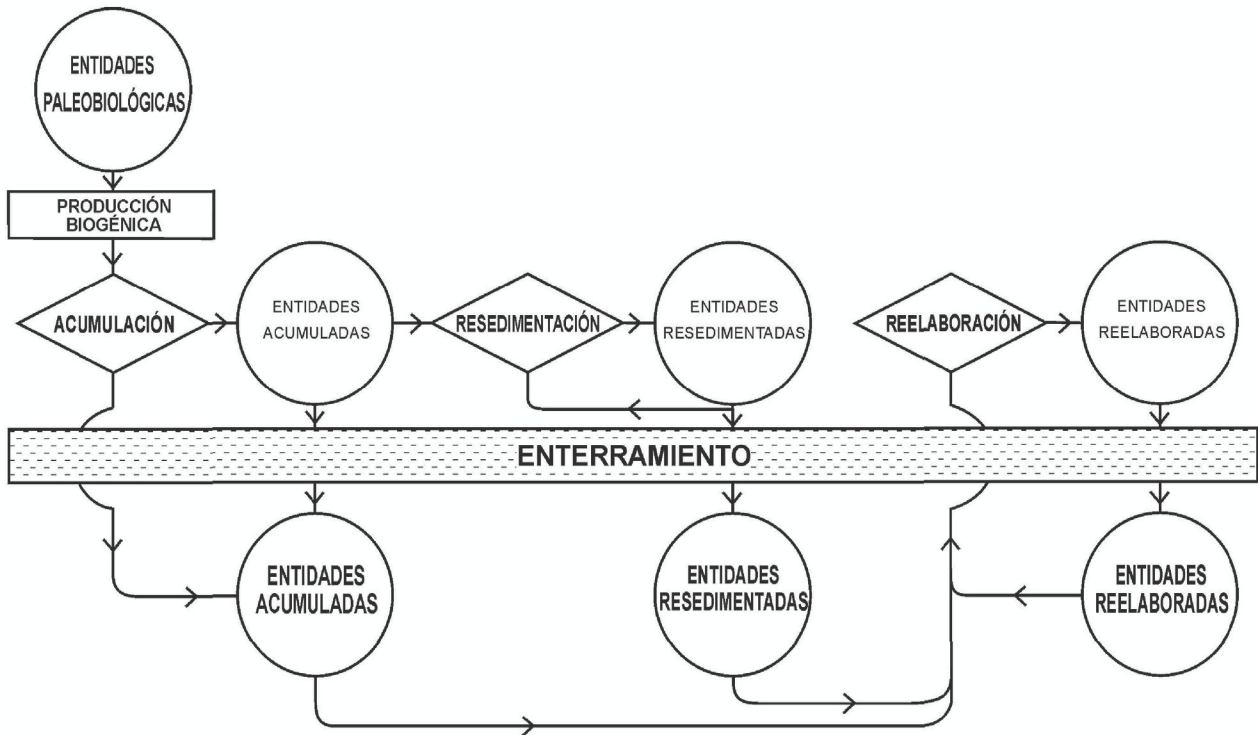 ENTIDADES
PALEOBIOLÓGICAS
PRODUCCIÓN
BIOGÉNICA
ACUMULACIÓN
ENTIDADES
ACUMULADAS
RESEDIMENTACIÓN
ENTIDADES
RESEDIMENTADAS
REELABORACIÓN
ENTIDADES
REELABORADAS
ENTERRAMIENTO
ENTIDADES
ACUMULADAS
ENTIDADES
RESEDIMENTADAS
ENTIDADES
REELABORADAS